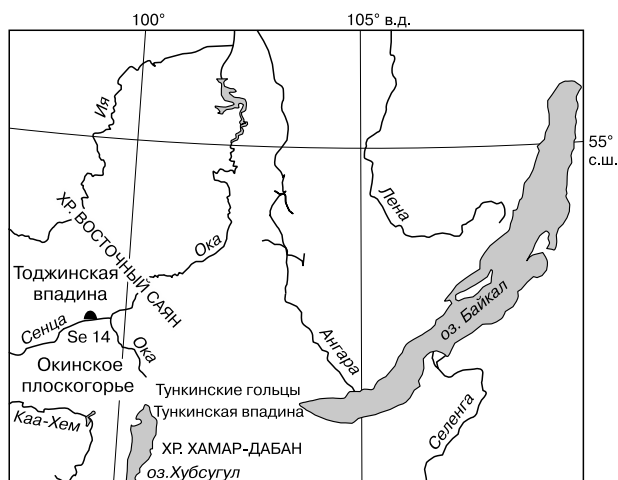 100°
105° в.д.
55°
с.ш.
Ия
Лена
ХР. ВОСТОЧНЫЙ САЯН
Ока
Тоджинская
впадина
Сенца
Se 14
Ока
Ангара
оз. Байкал
Окинское
плоскогорье
Тункинские гольцы
Тункинская впадина
Каа-Хем
Селенга
ХР. ХАМАР-ДАБАН
оз.Хубсугул